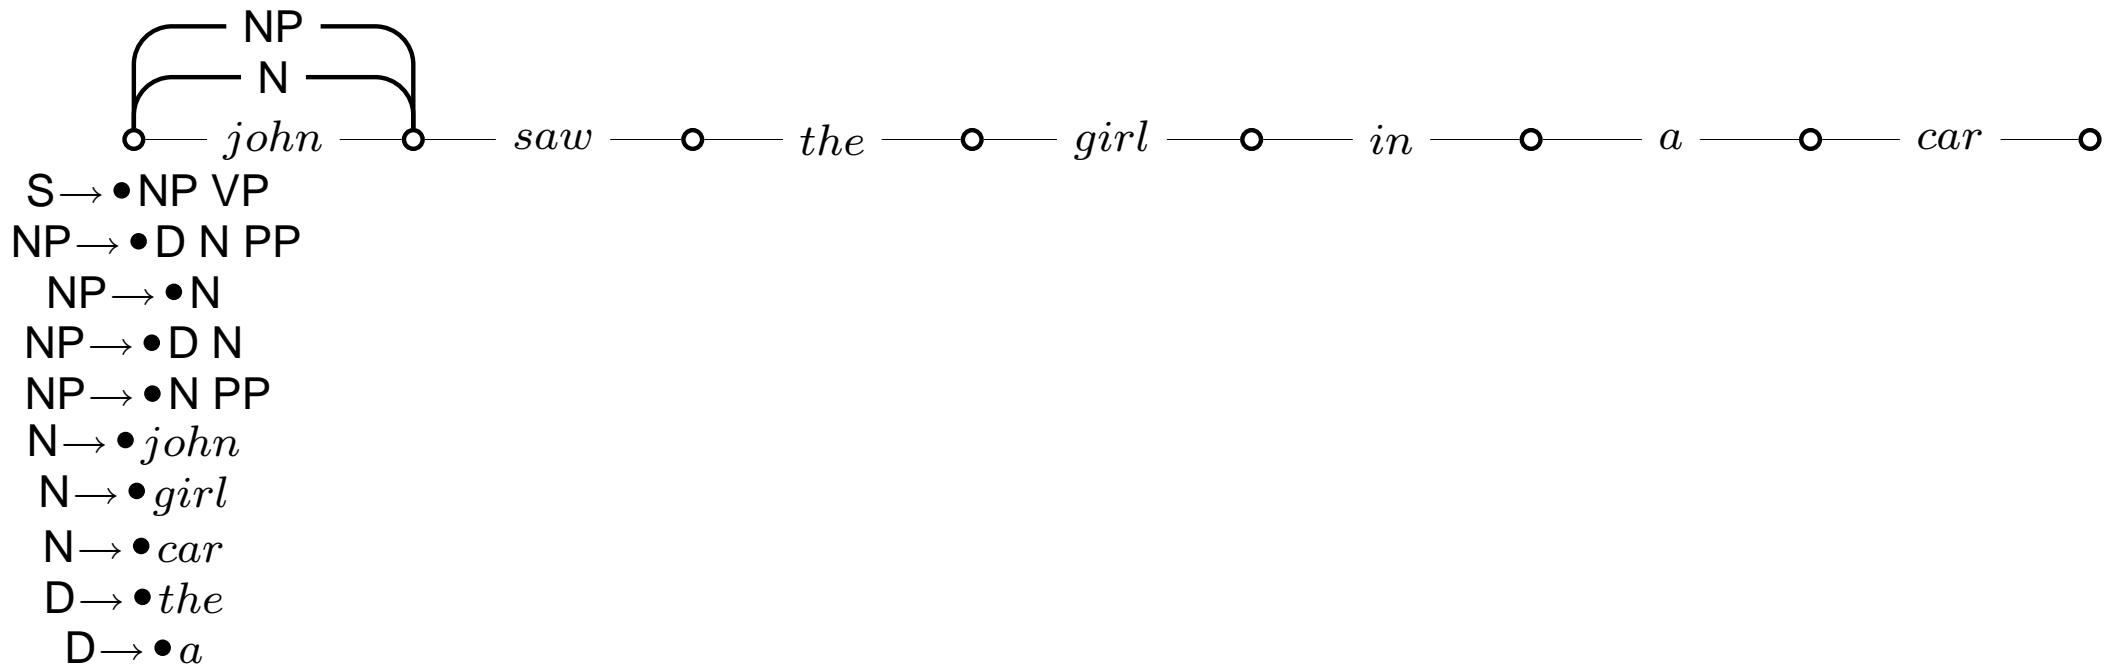 NP
N
john saw the girl in a car
S→•NP VP
NP→•D N PP
NP→•N
NP→•D N
NP→•N PP
N→•john
N→•girl
N→•car
D→•the
D→•a